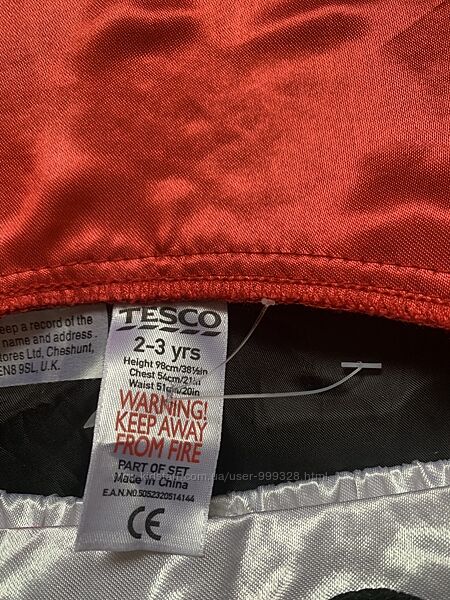 eep a record of the
name and address
tores Ltd, Cheshunt,
EN8 9SL, U.K.
TESCO
2-3 yrs
Height 98cm/38½in
Chest 54cm/21in
Waist 51cm/20in
WARNING!
KEEP AWAY
FROM FIRE
PART OF SET
Made in China
E.A.N.NO.5052320514144
CE